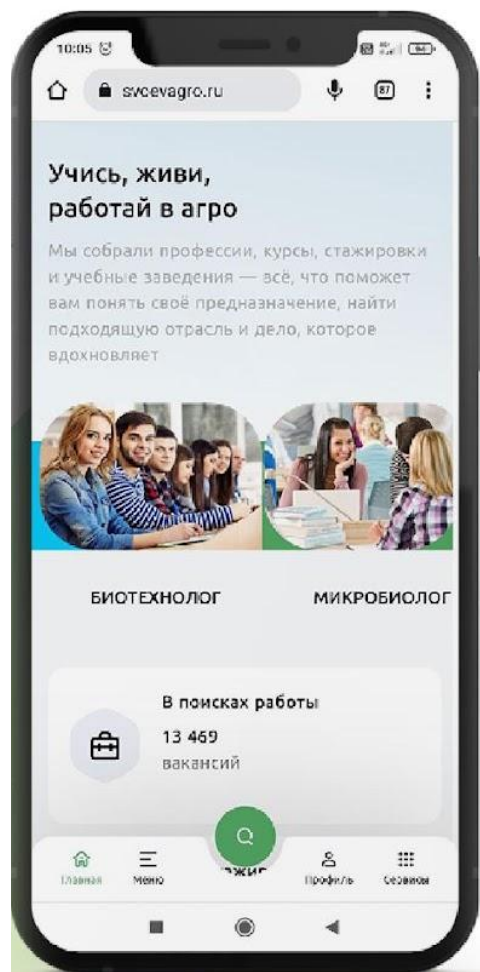 10:05
svoevagro.ru
87
Учись, живи,
работай в агро
Мы собрали профессии, курсы, стажировки
и учебные заведения — всё, что поможет
вам понять своё предназначение, найти
подходящую отрасль и дело, которое
вдохновляет
БИОТЕХНОЛОГ МИКРОБИОЛОГ
В поисках работы
13 469
вакансий
Главная Меню Профиль Сервисы